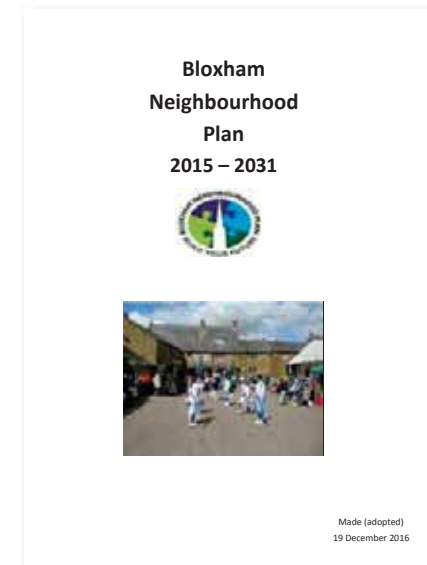 Bloxham
Neighbourhood
Plan
2015 – 2031
Made (adopted)
19 December 2016